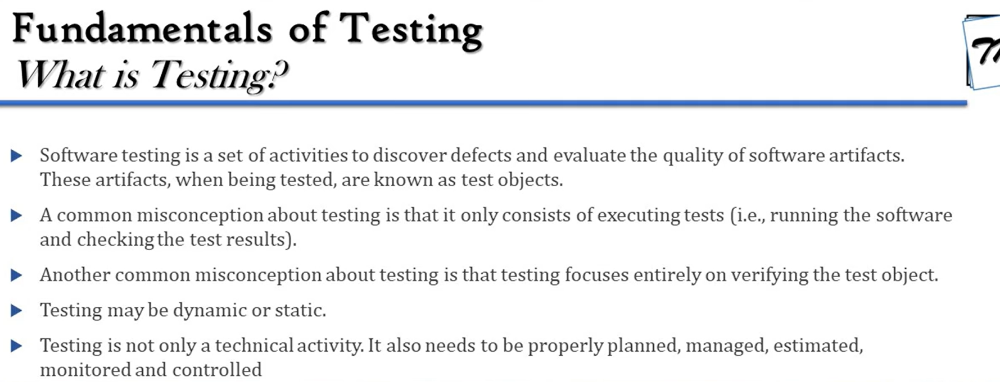 Fundamentals of Testing
What is Testing?
Software testing is a set of activities to discover defects and evaluate the quality of software artifacts.
These artifacts, when being tested, are known as test objects.
A common misconception about testing is that it only consists of executing tests (i.e., running the software
and checking the test results).
Another common misconception about testing is that testing focuses entirely on verifying the test object.
Testing may be dynamic or static.
Testing is not only a technical activity. It also needs to be properly planned, managed, estimated,
monitored and controlled